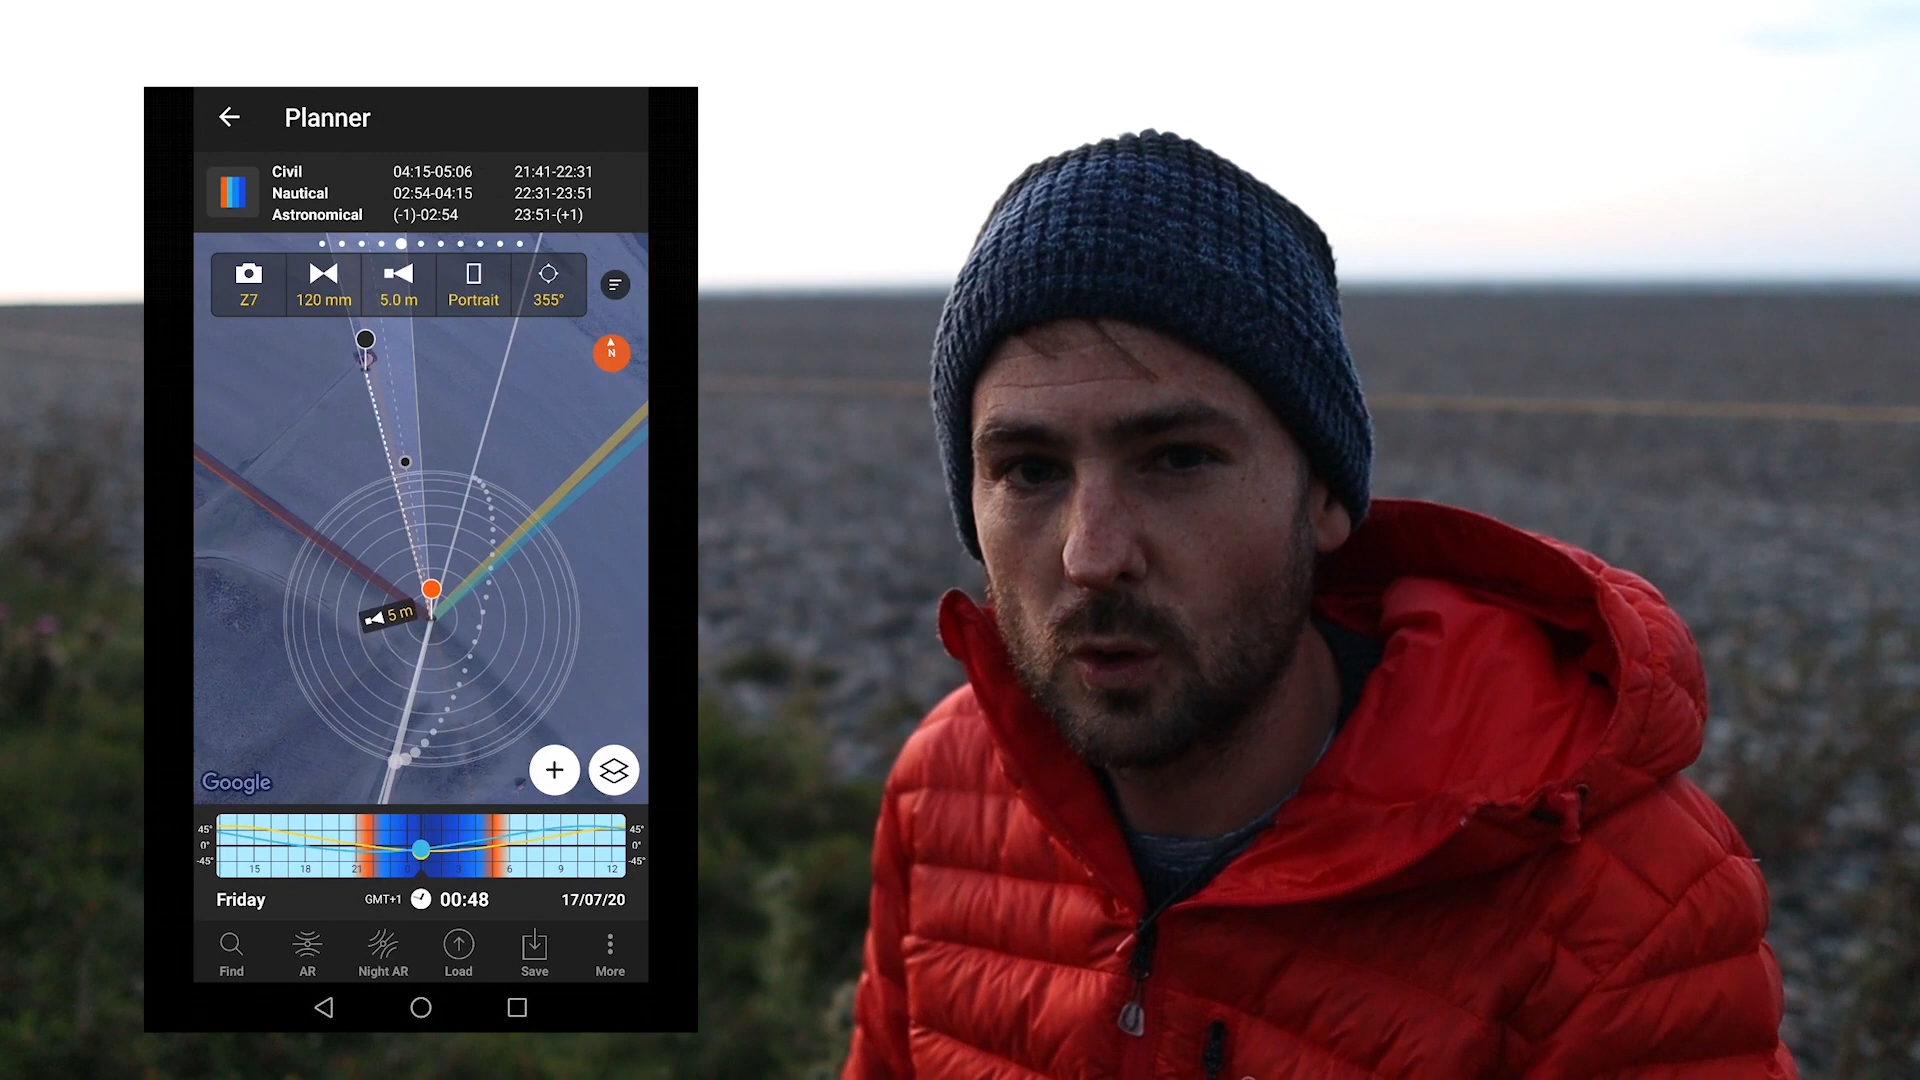 Planner
Civil 04:15-05:06 21:41-22:31
Nautical 02:54-04:15 22:31-23:51
Astronomical (-1)-02:54 23:51-(+1)
Z7 120 mm 5.0 m Portrait 355°
N
5 m
Google
45° 45°
0° 0°
-45° -45°
15 18 21 0 3 6 9 12
Friday GMT+1 00:48 17/07/20
Find AR Night AR Load Save More